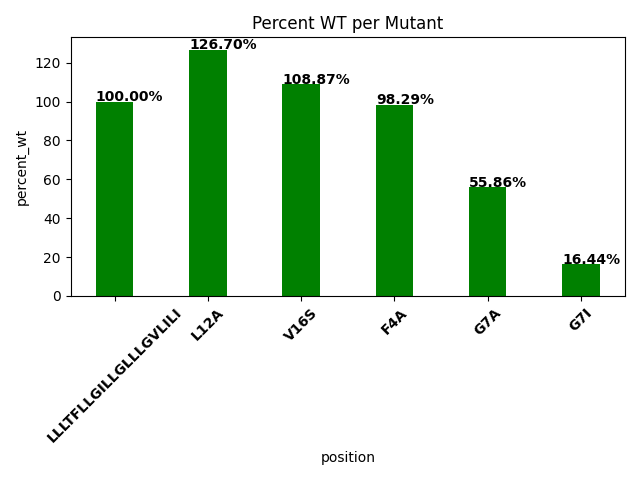 Percent WT per Mutant
percent_wt
120
100
80
60
40
20
0
100.00%
126.70%
108.87%
98.29%
55.86%
16.44%
LLLTFLLGILLGLLLGVLILI
L12A
V16S
F4A
G7A
G7I
position